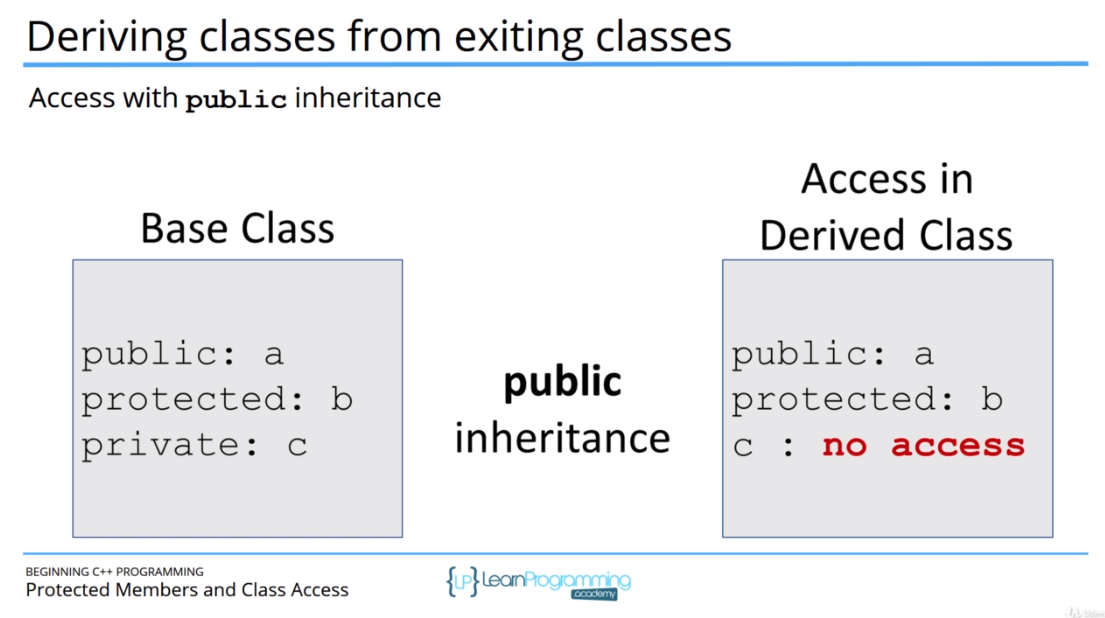 Deriving classes from exiting classes
Access with public inheritance
Base Class
public: a
protected: b
private: c
public
inheritance
Access in
Derived Class
public: a
protected: b
c : no access
BEGINNING C++ PROGRAMMING
Protected Members and Class Access
{LP} LearnProgramming
academy
Udemy